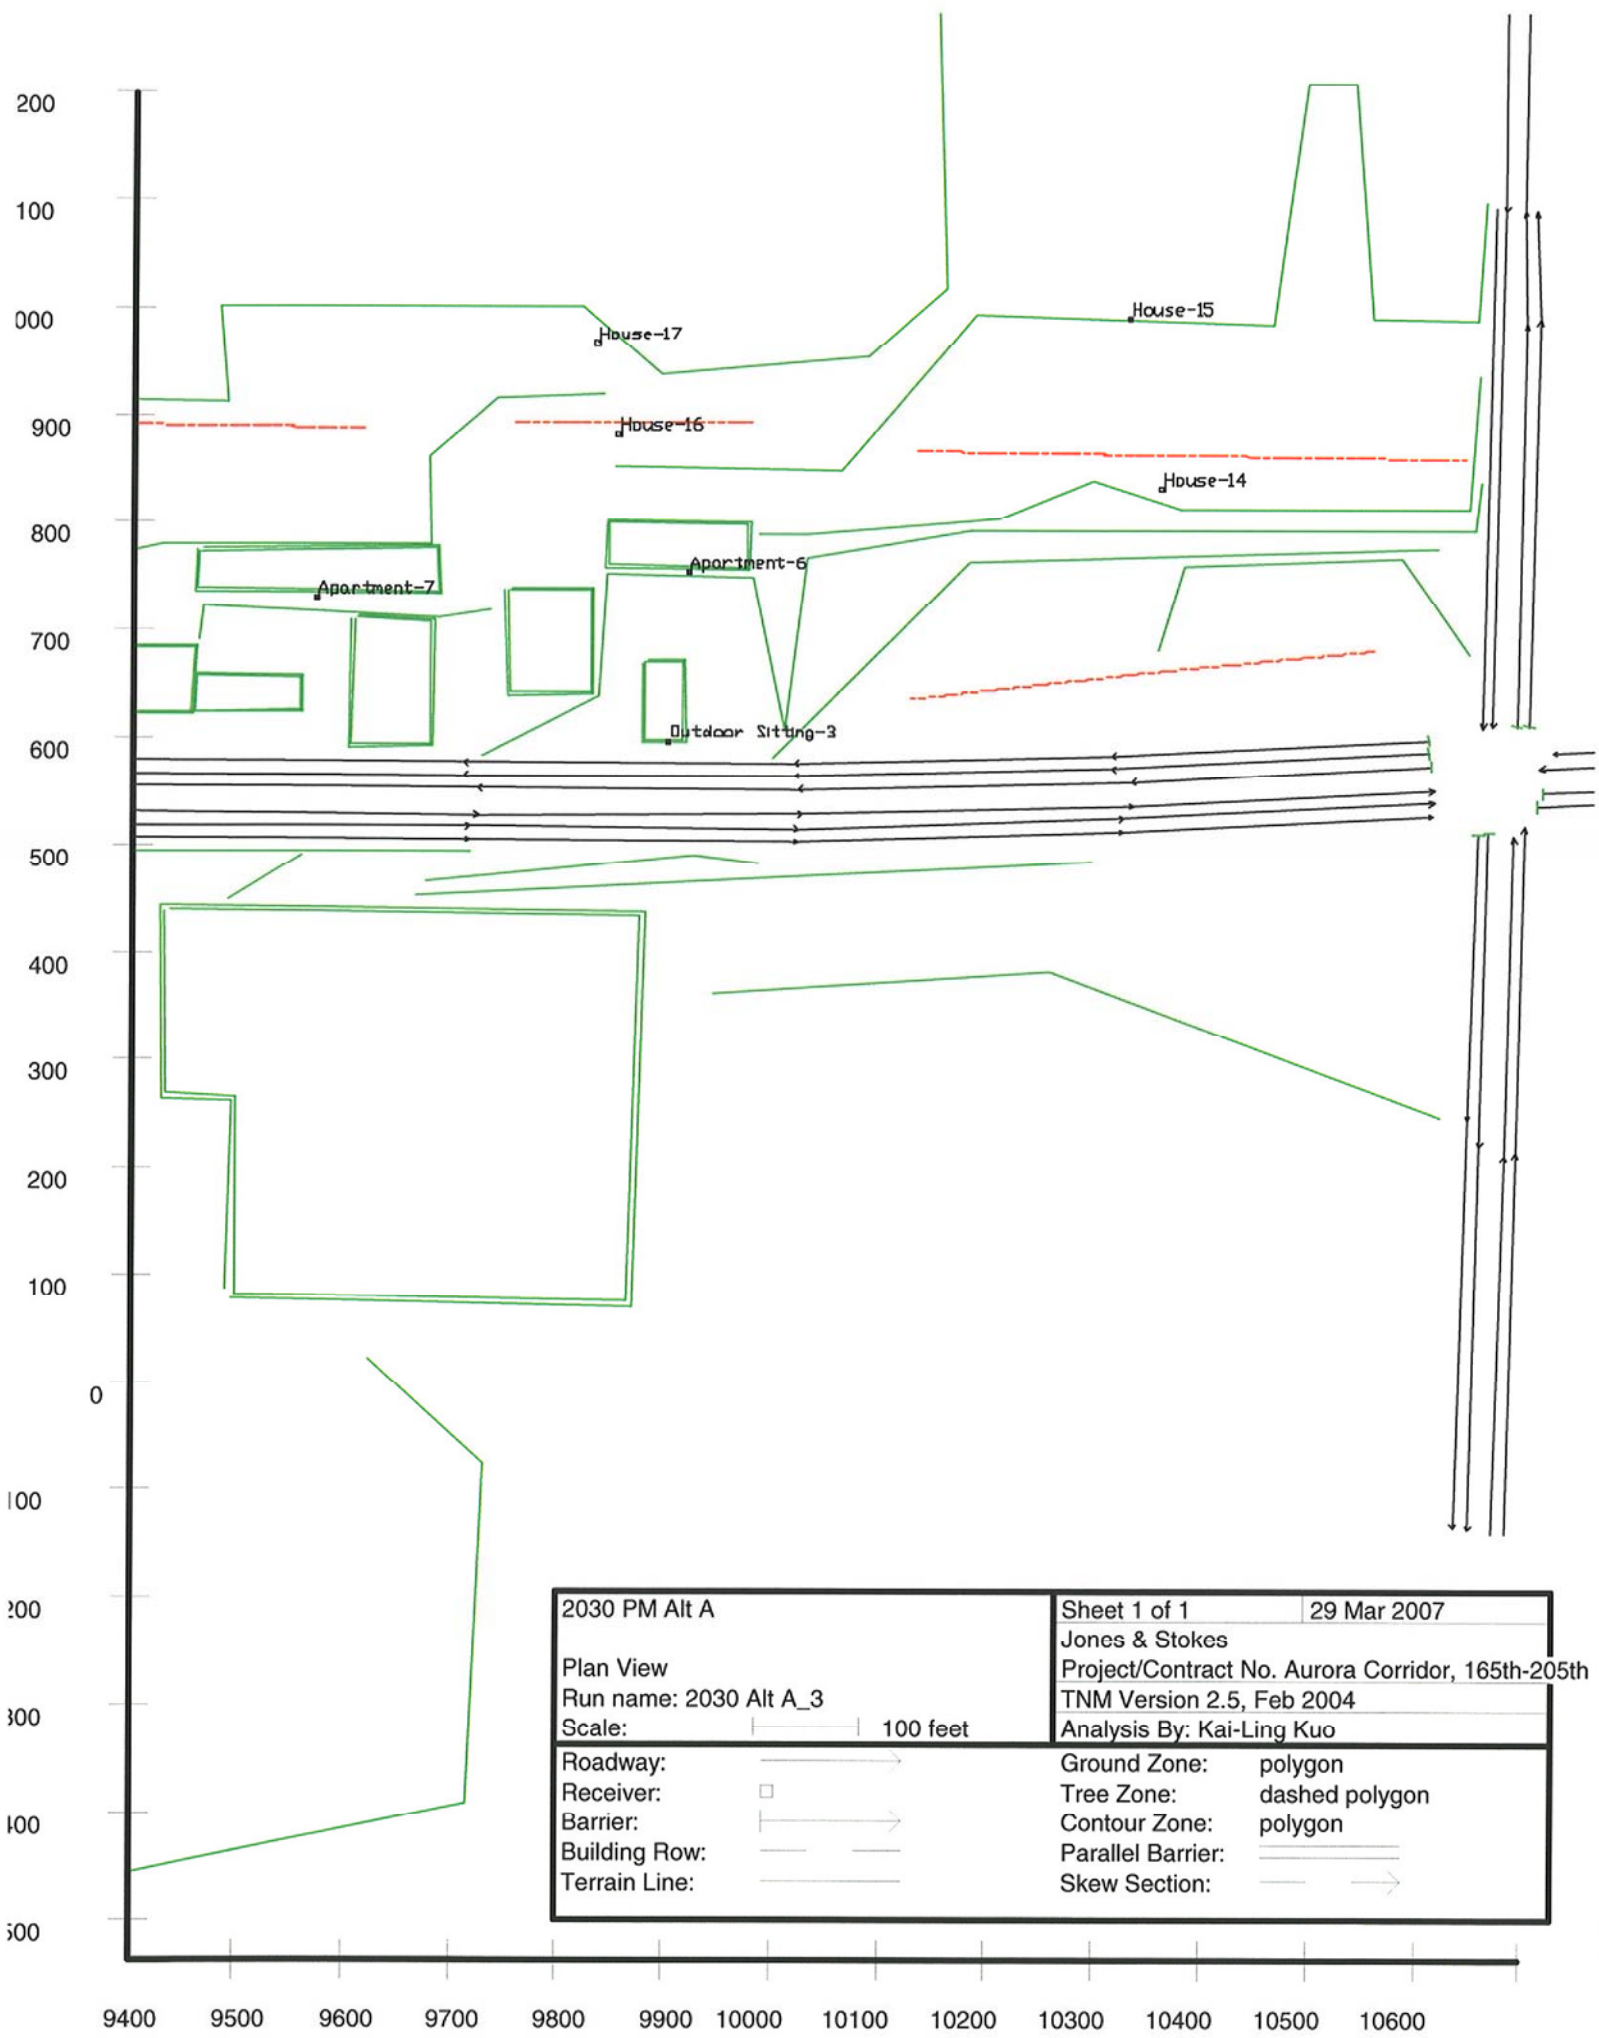 200
100
000
House-15
House-17
900
House-16
House-14
800
Apartment-6
Apartment-7
700
Outdoor Sitting-3
600
500
400
300
200
100
0
100
200
300
400
500
2030 PM Alt A
Sheet 1 of 1 29 Mar 2007
Jones & Stokes
Plan View
Project/Contract No. Aurora Corridor, 165th-205th
Run name: 2030 Alt A_3
TNM Version 2.5, Feb 2004
Scale: 100 feet
Analysis By: Kai-Ling Kuo
Roadway:
Ground Zone: polygon
Receiver:
Tree Zone: dashed polygon
Barrier:
Contour Zone: polygon
Building Row:
Parallel Barrier:
Terrain Line:
Skew Section:
9400 9500 9600 9700 9800 9900 10000 10100 10200 10300 10400 10500 10600